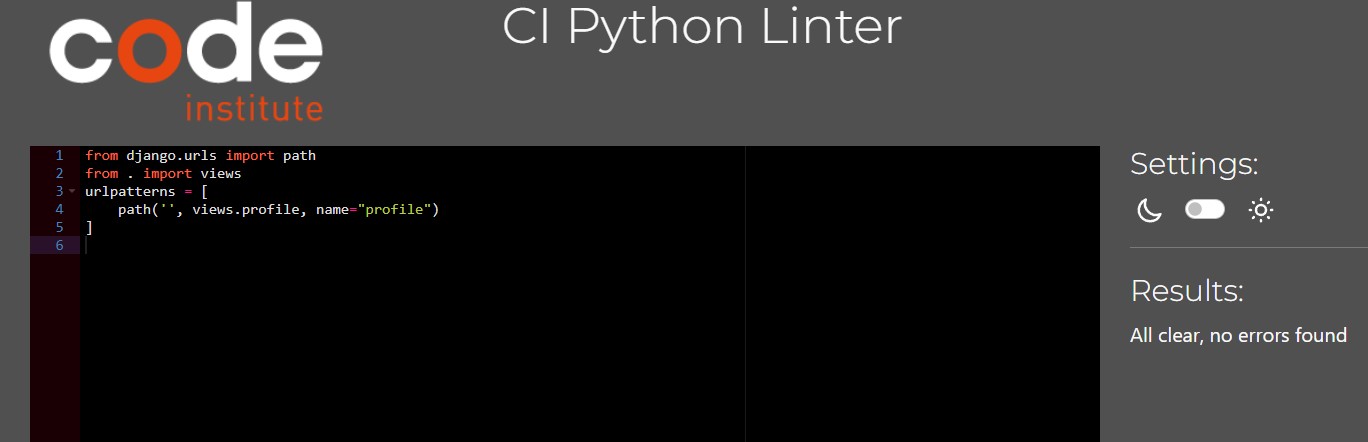 code
institute
CI Python Linter
1 from django.urls import path
2 from . import views
3 urlpatterns = [
4     path('', views.profile, name="profile")
5 ]
6
Settings:
Results:
All clear, no errors found